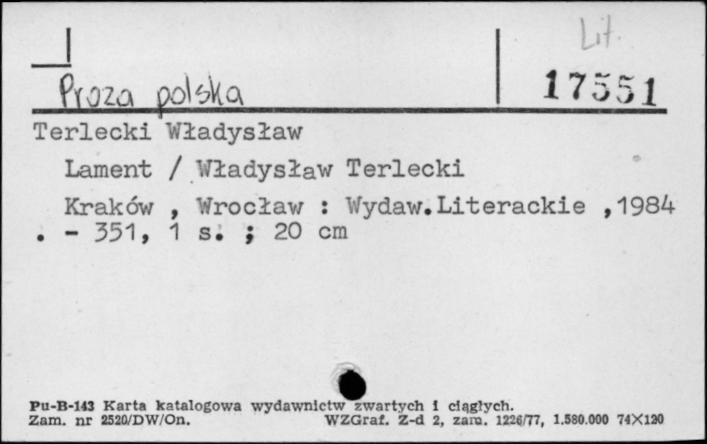 Lit.
Proza polska
17551
Terlecki Władysław
Lament / Władysław Terlecki
Kraków , Wrocław : Wydaw.Literackie ,1984
. - 351, 1 s. ; 20 cm
Pu-B-143 Karta katalogowa wydawnictw zwartych i ciągłych.
Zam. nr 2520/DW/On. WZGraf. Z-d 2, zam. 1226/77, 1.580.000 74×120